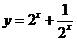 y = 2^x + 1/2^x